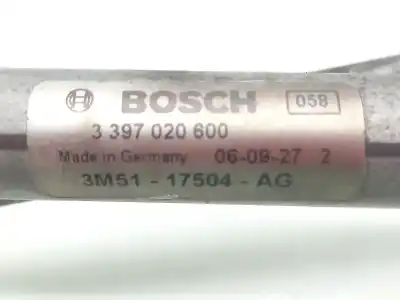 BOSCH 058
3 397 020 600
Made in Germany 06-09-27 2
3M51 - 17504 - AG